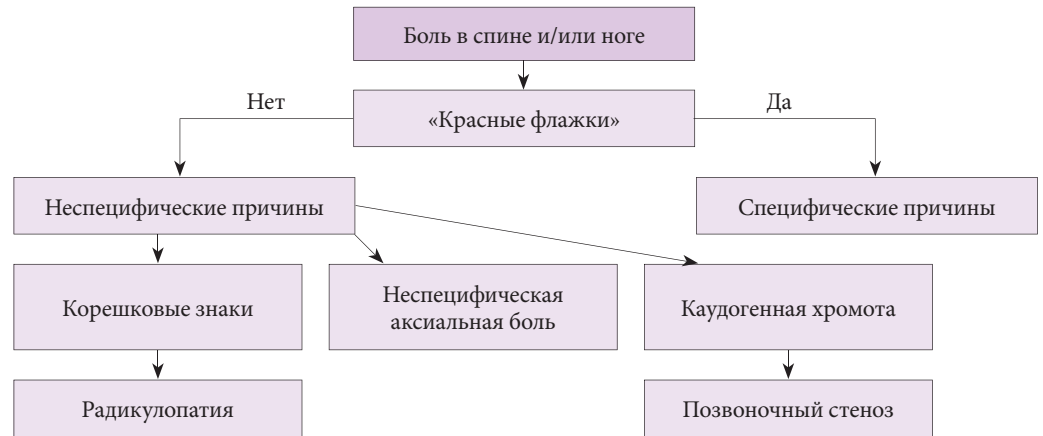 Боль в спине и/или ноге
Нет
Да
«Красные флажки»
Неспецифические причины
Специфические причины
Корешковые знаки
Неспецифическая
аксиальная боль
Каудогенная хромота
Радикулопатия
Позвоночный стеноз